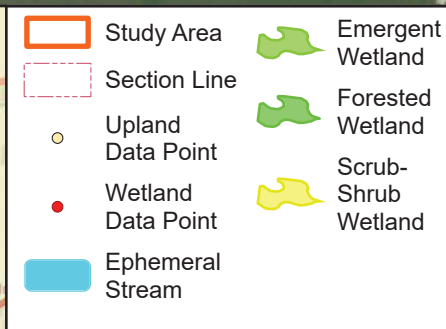 Study Area
Section Line
Upland
Data Point
Wetland
Data Point
Ephemeral
Stream
Emergent
Wetland
Forested
Wetland
Scrub-
Shrub
Wetland